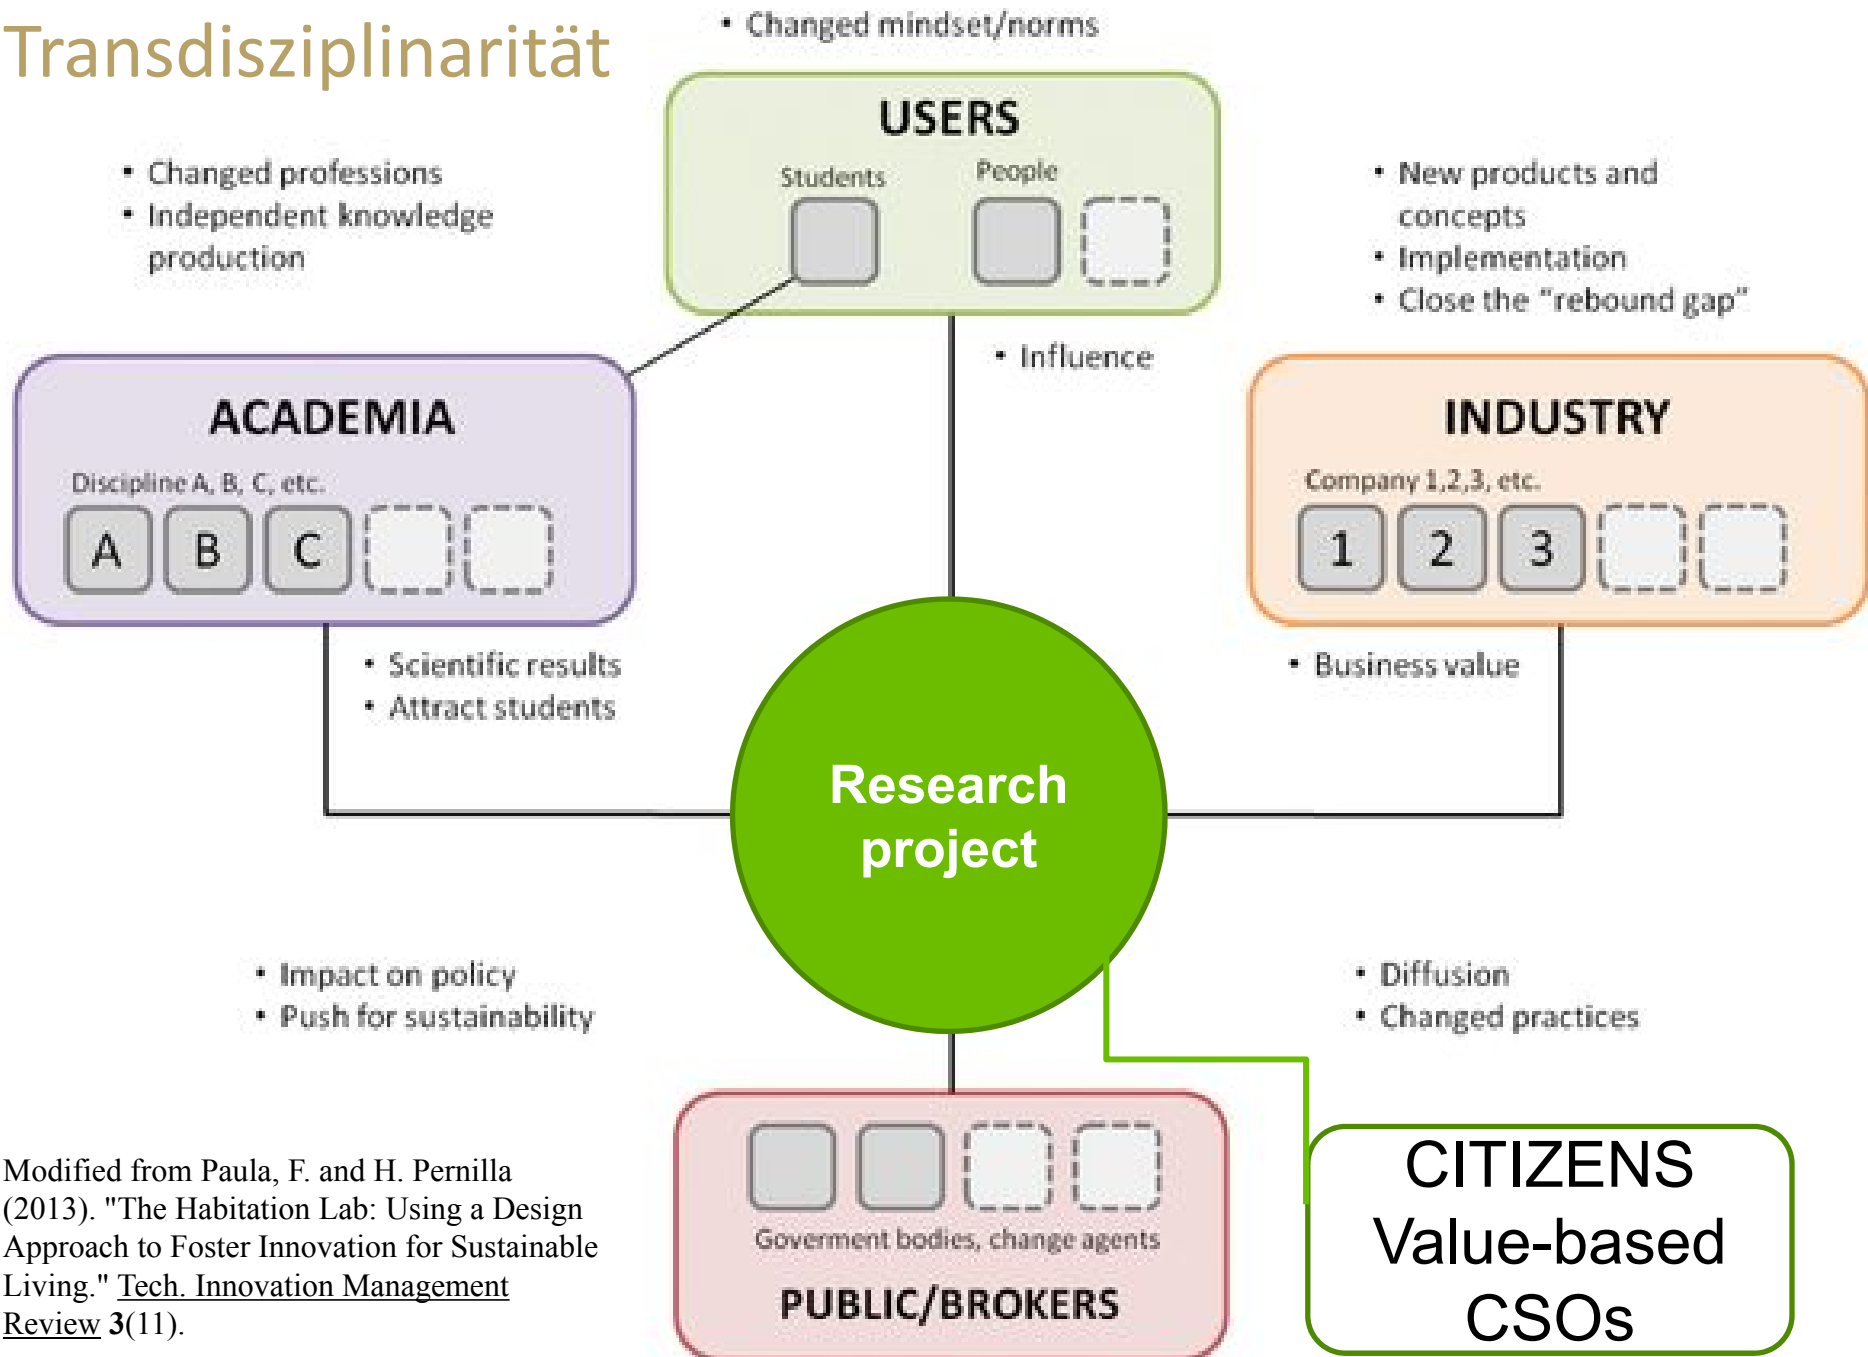 Transdisziplinarität
• Changed mindset/norms
USERS
Students
People
• Changed professions
• Independent knowledge
production
• New products and
concepts
• Implementation
• Close the “rebound gap”
• Influence
ACADEMIA
Discipline A, B, C, etc.
A B C
INDUSTRY
Company 1,2,3, etc.
1 2 3
• Scientific results
• Attract students
• Business value
Research
project
• Impact on policy
• Push for sustainability
• Diffusion
• Changed practices
Goverment bodies, change agents
PUBLIC/BROKERS
CITIZENS
Value-based
CSOs
Modified from Paula, F. and H. Pernilla
(2013). "The Habitation Lab: Using a Design
Approach to Foster Innovation for Sustainable
Living." Tech. Innovation Management
Review 3(11).